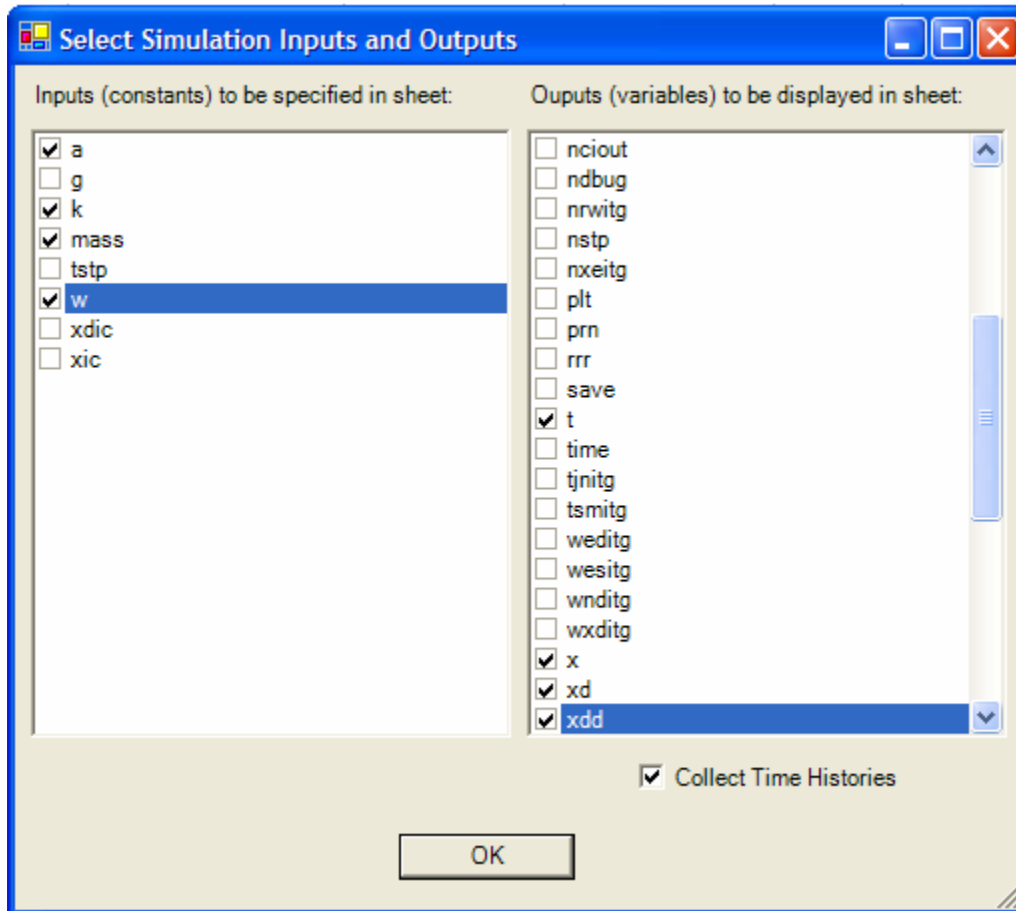 Select Simulation Inputs and Outputs
Inputs (constants) to be specified in sheet:
a
g
k
mass
tstp
w
xdic
xic
Ouputs (variables) to be displayed in sheet:
nciout
ndbug
nrwitg
nstp
nxeitg
plt
prn
rrr
save
t
time
tjnitg
tsmitg
weditg
wesitg
wnditg
wxditg
x
xd
xdd
Collect Time Histories
OK